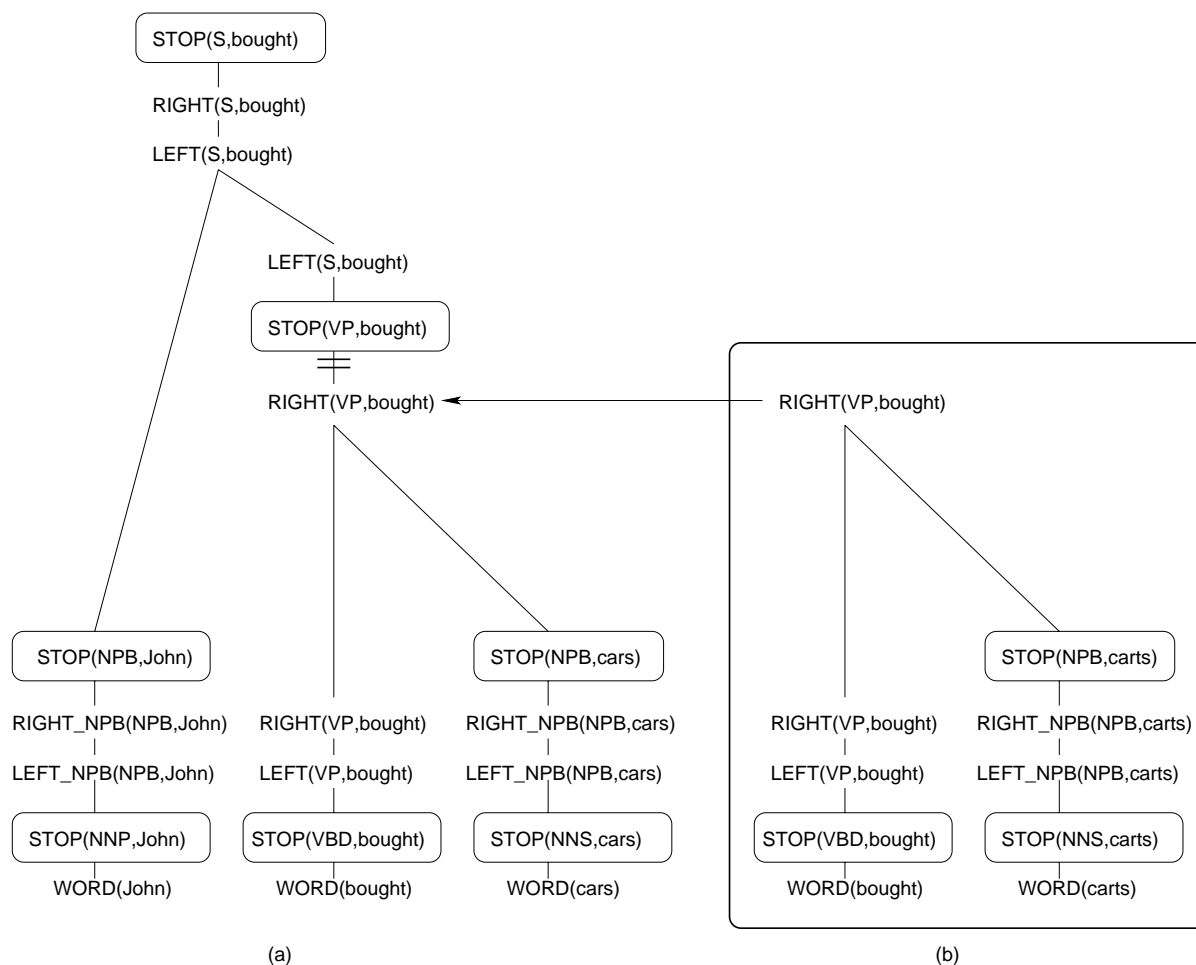 STOP(S,bought)
RIGHT(S,bought)
LEFT(S,bought)
LEFT(S,bought)
STOP(VP,bought)
RIGHT(VP,bought) RIGHT(VP,bought)
STOP(NPB,John) STOP(NPB,cars) STOP(NPB,carts)
RIGHT_NPB(NPB,John) RIGHT(VP,bought) RIGHT_NPB(NPB,cars) RIGHT(VP,bought) RIGHT_NPB(NPB,carts)
LEFT_NPB(NPB,John) LEFT(VP,bought) LEFT_NPB(NPB,cars) LEFT(VP,bought) LEFT_NPB(NPB,carts)
STOP(NNP,John) STOP(VBD,bought) STOP(NNS,cars) STOP(VBD,bought) STOP(NNS,carts)
WORD(John) WORD(bought) WORD(cars) WORD(bought) WORD(carts)
(a) (b)